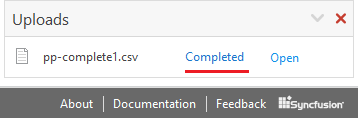 Uploads
pp-complete1.csv Completed Open
About Documentation Feedback Syncfusion